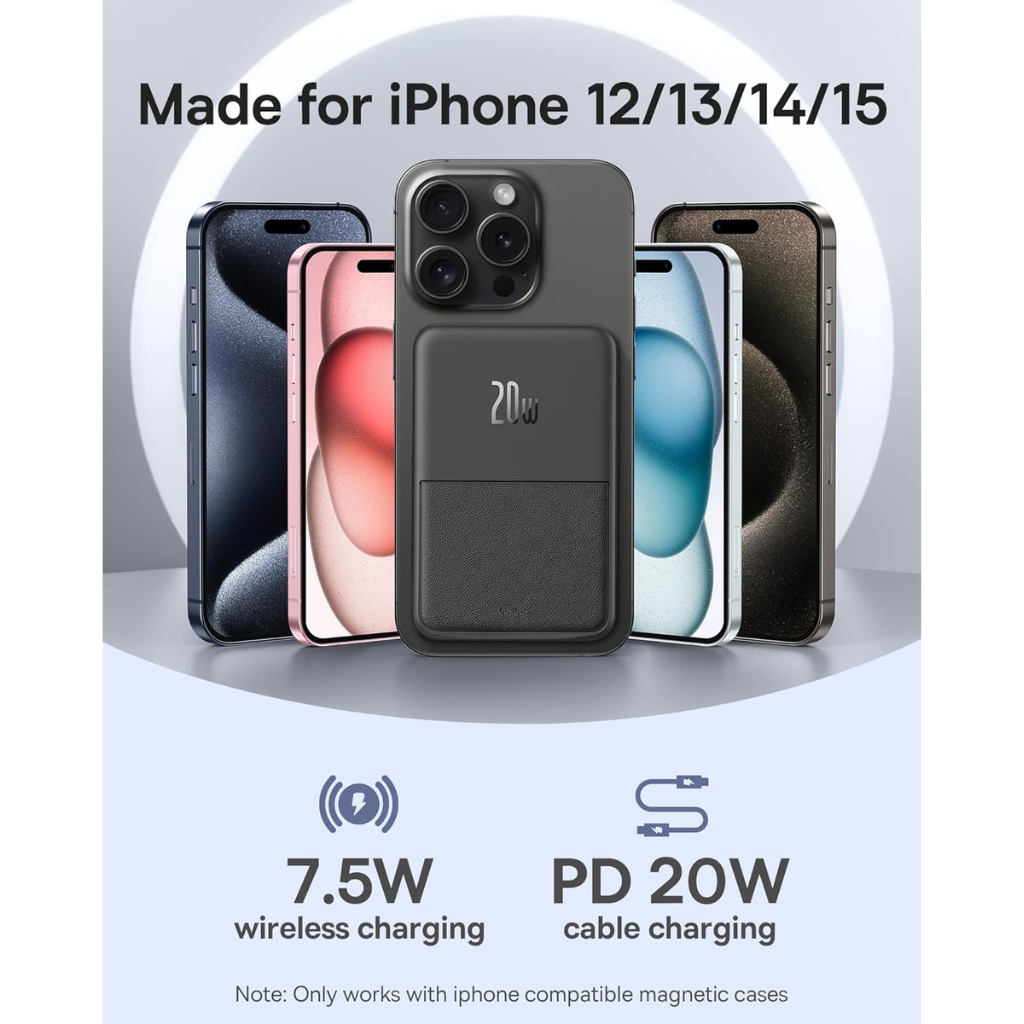 Made for iPhone 12/13/14/15
20W
7.5W
wireless charging
PD 20W
cable charging
Note: Only works with iphone compatible magnetic cases